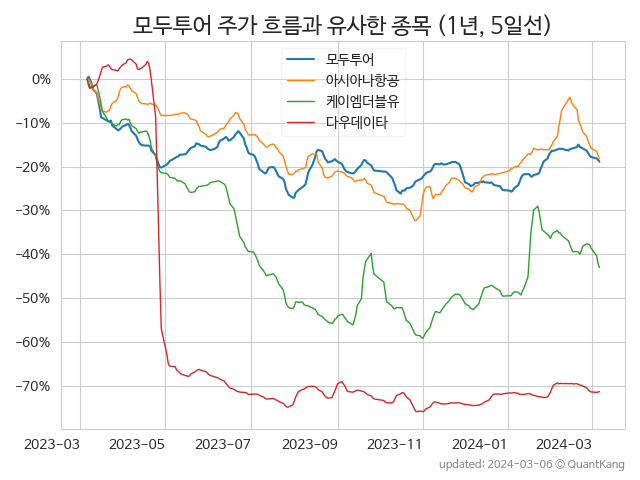 모두투어 주가 흐름과 유사한 종목 (1년, 5일선)
모두투어
아시아나항공
케이엠더블유
다우데이타
0%
−10%
−20%
−30%
−40%
−50%
−60%
−70%
2023-03 2023-05 2023-07 2023-09 2023-11 2024-01 2024-03
updated: 2024-03-06 ⓒ QuantKang